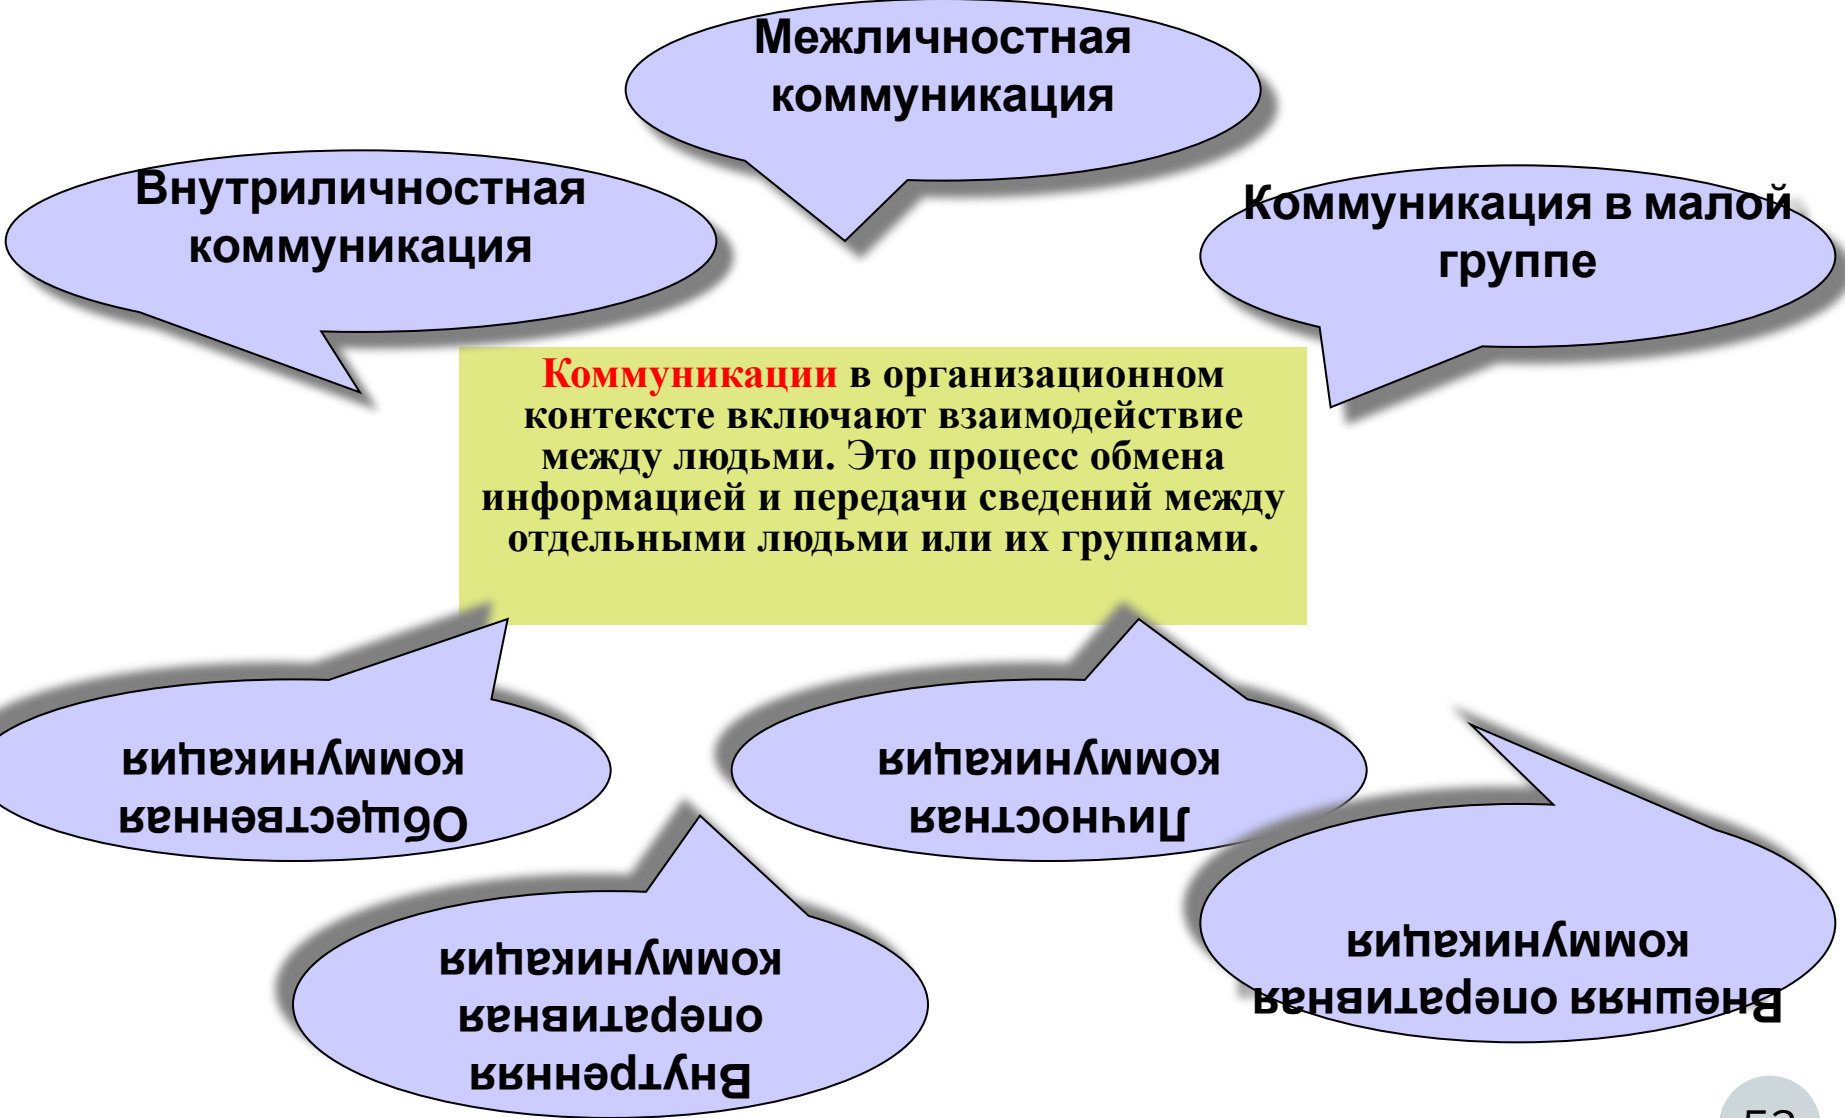 Межличностная
коммуникация
Внутриличностная
коммуникация
Коммуникация в малой
группе
Коммуникации в организационном
контексте включают взаимодействие
между людьми. Это процесс обмена
информацией и передачи сведений между
отдельными людьми или их группами.
Общественная
коммуникация
Личностная
коммуникация
Внутренняя
оперативная
коммуникация
Внешняя оперативная
коммуникация